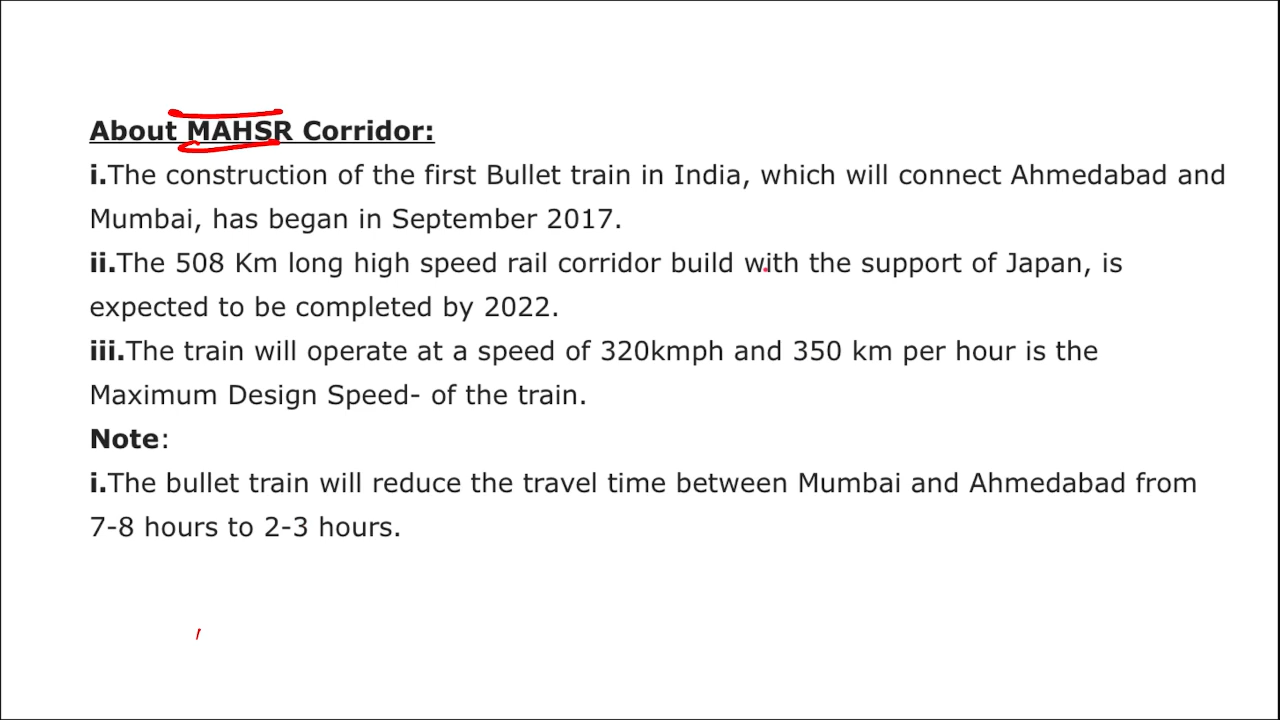 About MAHSR Corridor:
i.The construction of the first Bullet train in India, which will connect Ahmedabad and
Mumbai, has began in September 2017.
ii.The 508 Km long high speed rail corridor build with the support of Japan, is
expected to be completed by 2022.
iii.The train will operate at a speed of 320kmph and 350 km per hour is the
Maximum Design Speed- of the train.
Note:
i.The bullet train will reduce the travel time between Mumbai and Ahmedabad from
7-8 hours to 2-3 hours.